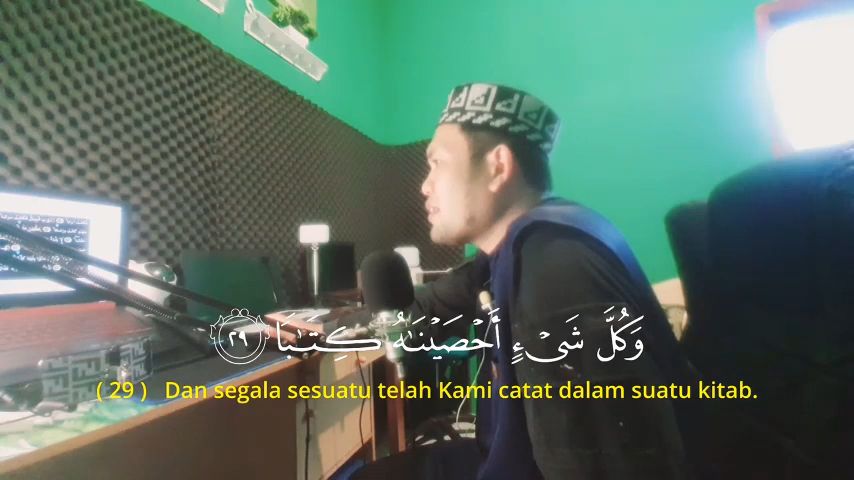 وَكُلَّ شَىْءٍ أَحْصَيْنَـٰهُ كِتَـٰبًا ٢٩
( 29 ) Dan segala sesuatu telah Kami catat dalam suatu kitab.